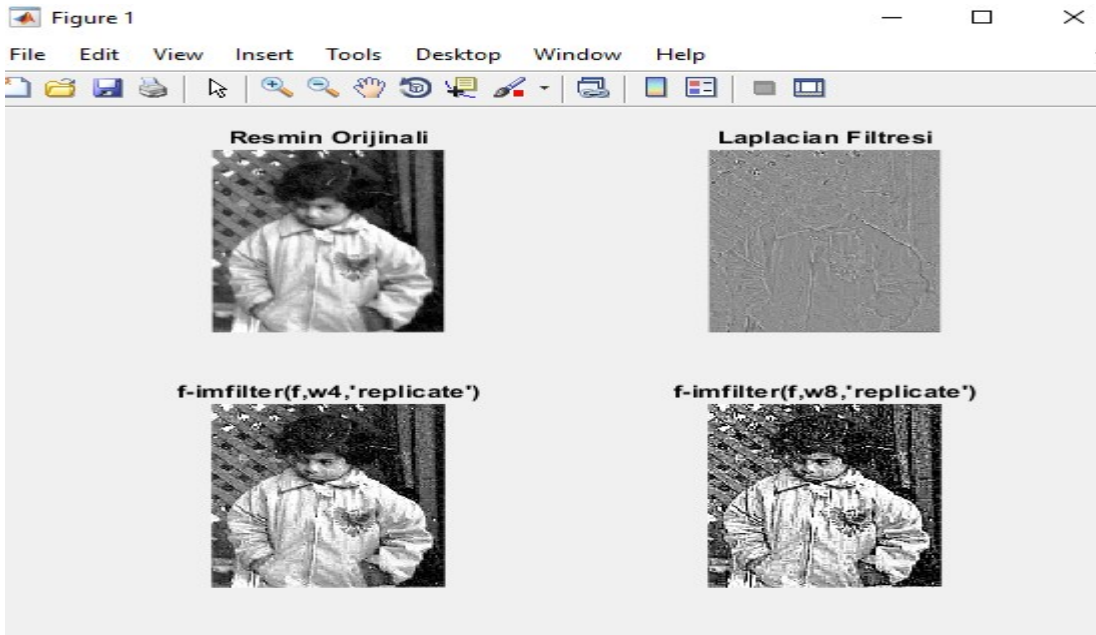 Figure 1
File Edit View Insert Tools Desktop Window Help
Resmin Orijinali
Laplacian Filtresi
f-imfilter(f,w4,'replicate')
f-imfilter(f,w8,'replicate')